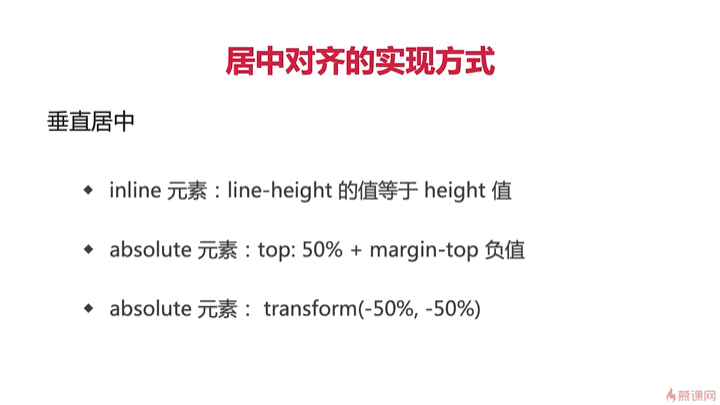 居中对齐的实现方式
垂直居中
inline 元素：line-height 的值等于 height 值
absolute 元素：top: 50% + margin-top 负值
absolute 元素： transform(-50%, -50%)
慕课网